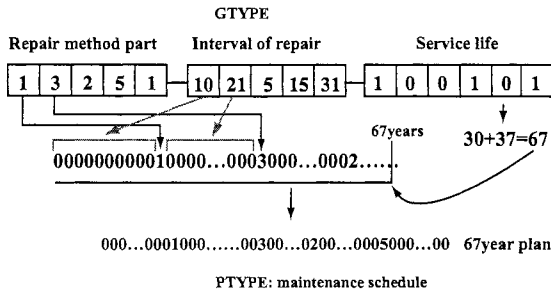 GTYPE
Repair method part Interval of repair Service life
1 3 2 5 1 10 21 5 15 31 1 0 0 1 0 1
67years 30+37=67
00000000000010000...0003000...0002......
000...0001000......00300...0200...0005000...00 67year plan
PTYPE: maintenance schedule